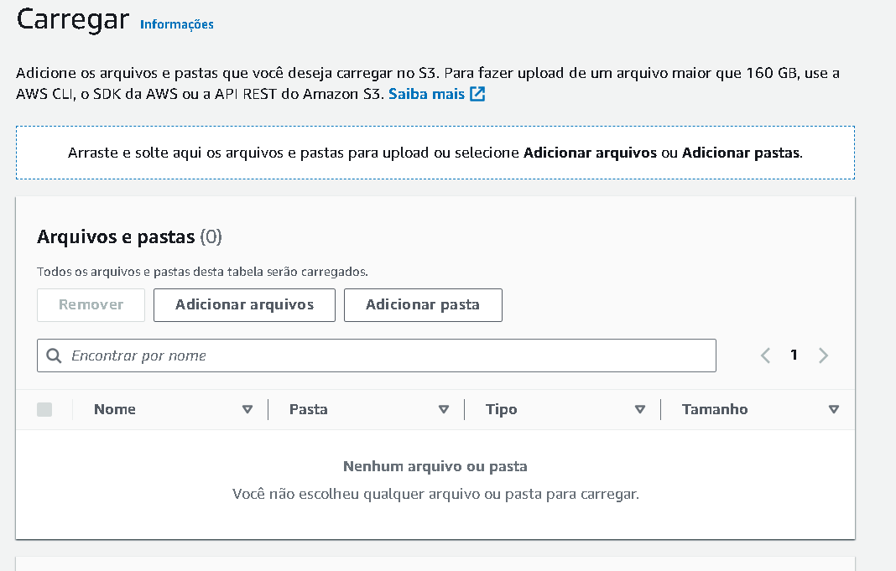 Carregar Informações
Adicione os arquivos e pastas que você deseja carregar no S3. Para fazer upload de um arquivo maior que 160 GB, use a
AWS CLI, o SDK da AWS ou a API REST do Amazon S3. Saiba mais
Arraste e solte aqui os arquivos e pastas para upload ou selecione Adicionar arquivos ou Adicionar pastas.
Arquivos e pastas (0)
Todos os arquivos e pastas desta tabela serão carregados.
Remover Adicionar arquivos Adicionar pasta
Encontrar por nome 1
Nome Pasta Tipo Tamanho
Nenhum arquivo ou pasta
Você não escolheu qualquer arquivo ou pasta para carregar.